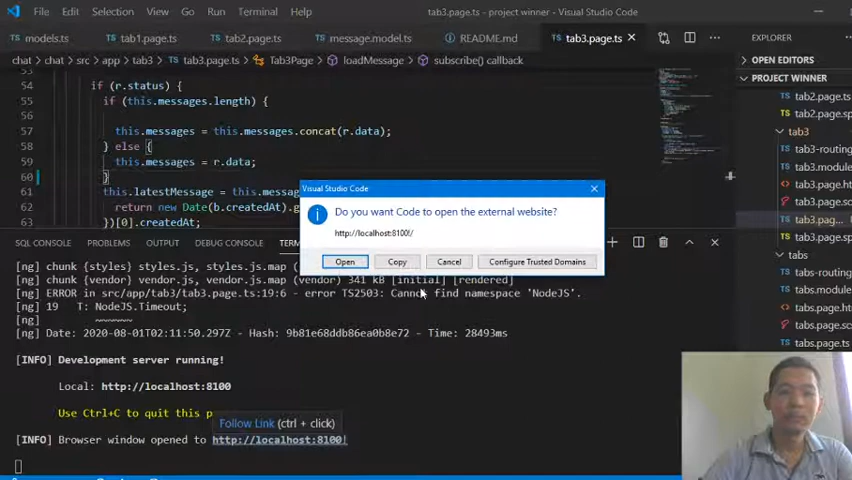 File Edit Selection View Go Run Terminal Help tab3.page.ts - project winner - Visual Studio Code
models.ts tab1.page.ts tab2.page.ts message.model.ts README.md tab3.page.ts
EXPLORER
chat > chat > src > app > tab3 > tab3.page.ts > Tab3Page > loadMessage > subscribe() callback
OPEN EDITORS
PROJECT WINNER
tab2.page.ts
tab3
tab3-routing
tab3.module
tab3.page.h
tab3.page.sc
tab3.pag...
tab3.page.ts
tabs
tabs-routing
tabs.module
tabs.page.h
tabs.page.sc
tabs.page.s
tabs.page.ts
53
54 if (r.status) {
55 if (this.messages.length) {
56
57 this.messages = this.messages.concat(r.data);
58 } else {
59 this.messages = r.data;
60 }
61 this.latestMessage = this.mess
62 return new Date(b.createdAt).g
63 })[0].createdAt;
Visual Studio Code
Do you want Code to open the external website?
http://localhost:8100!/
Open Copy Cancel Configure Trusted Domains
SQL CONSOLE PROBLEMS OUTPUT DEBUG CONSOLE TERM
[ng] chunk {styles} styles.js, styles.js.map (
[ng] chunk {vendor} vendor.js, vendor.js.map (vendor) 341 kB [initial] [rendered]
[ng] ERROR in src/app/tab3/tab3.page.ts:19:6 - error TS2503: Cannot find namespace 'NodeJS'.
[ng] 19 T: NodeJS.Timeout;
[ng] ~~~~~~
[ng] Date: 2020-08-01T02:11:50.297Z - Hash: 9b81e68ddb86ea0b8e72 - Time: 28493ms
[INFO] Development server running!
Local: http://localhost:8100
Use Ctrl+C to quit this p
Follow Link (ctrl + click)
[INFO] Browser window opened to http://localhost:8100!